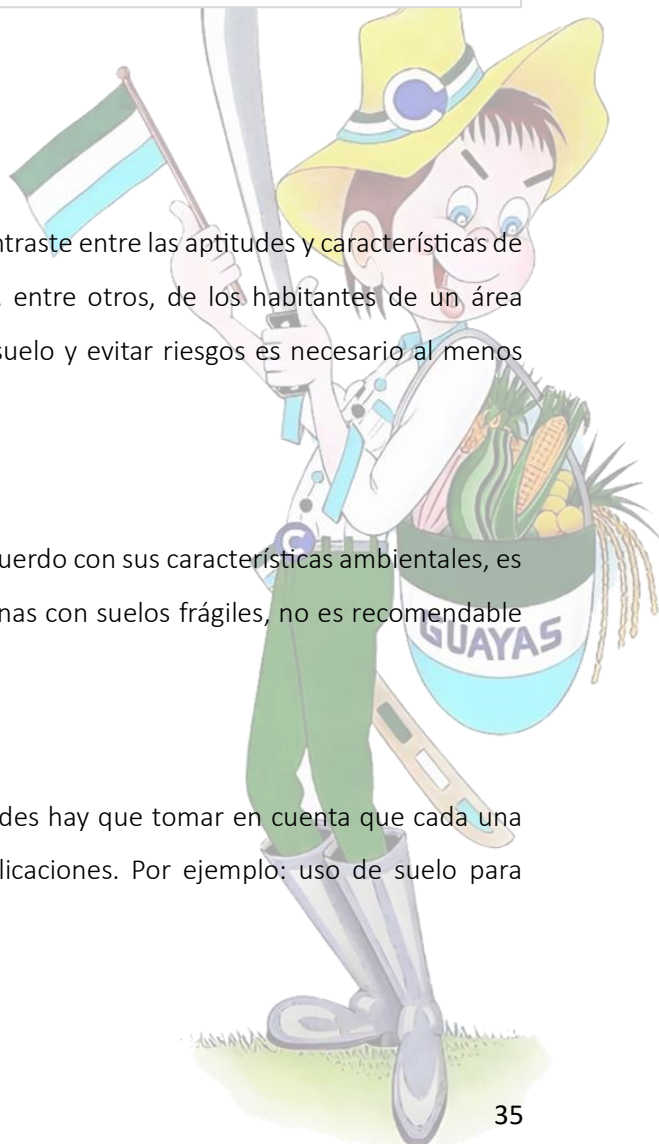 ntraste entre las aptitudes y características de
entre otros, de los habitantes de un área
suelo y evitar riesgos es necesario al menos
C
C
cuerdo con sus características ambientales, es
nas con suelos frágiles, no es recomendable
GUAYAS
des hay que tomar en cuenta que cada una
licaciones. Por ejemplo: uso de suelo para
35